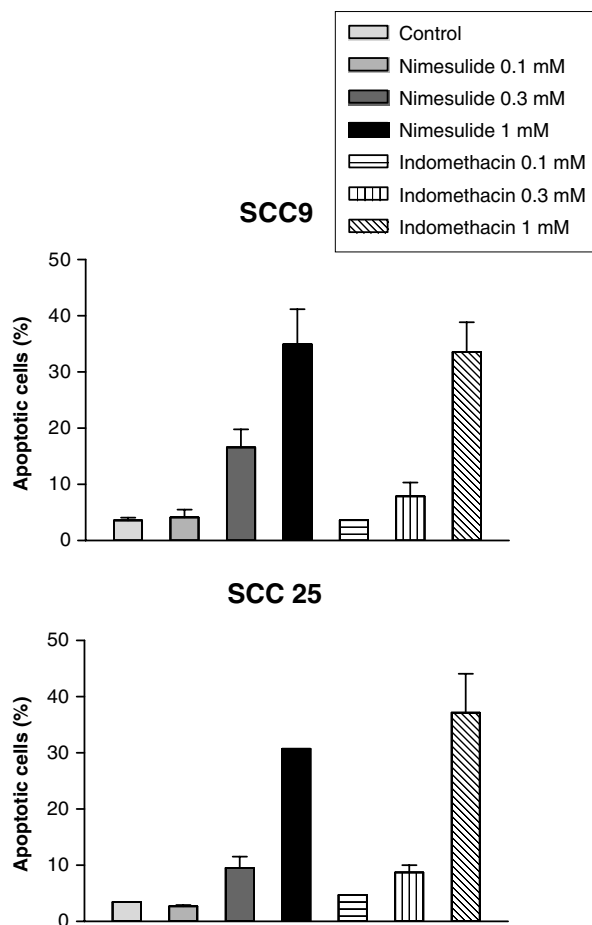 Control
Nimesulide 0.1 mM
Nimesulide 0.3 mM
Nimesulide 1 mM
Indomethacin 0.1 mM
Indomethacin 0.3 mM
Indomethacin 1 mM
SCC9
Apoptotic cells (%)
50
40
30
20
10
0
SCC 25
Apoptotic cells (%)
50
40
30
20
10
0